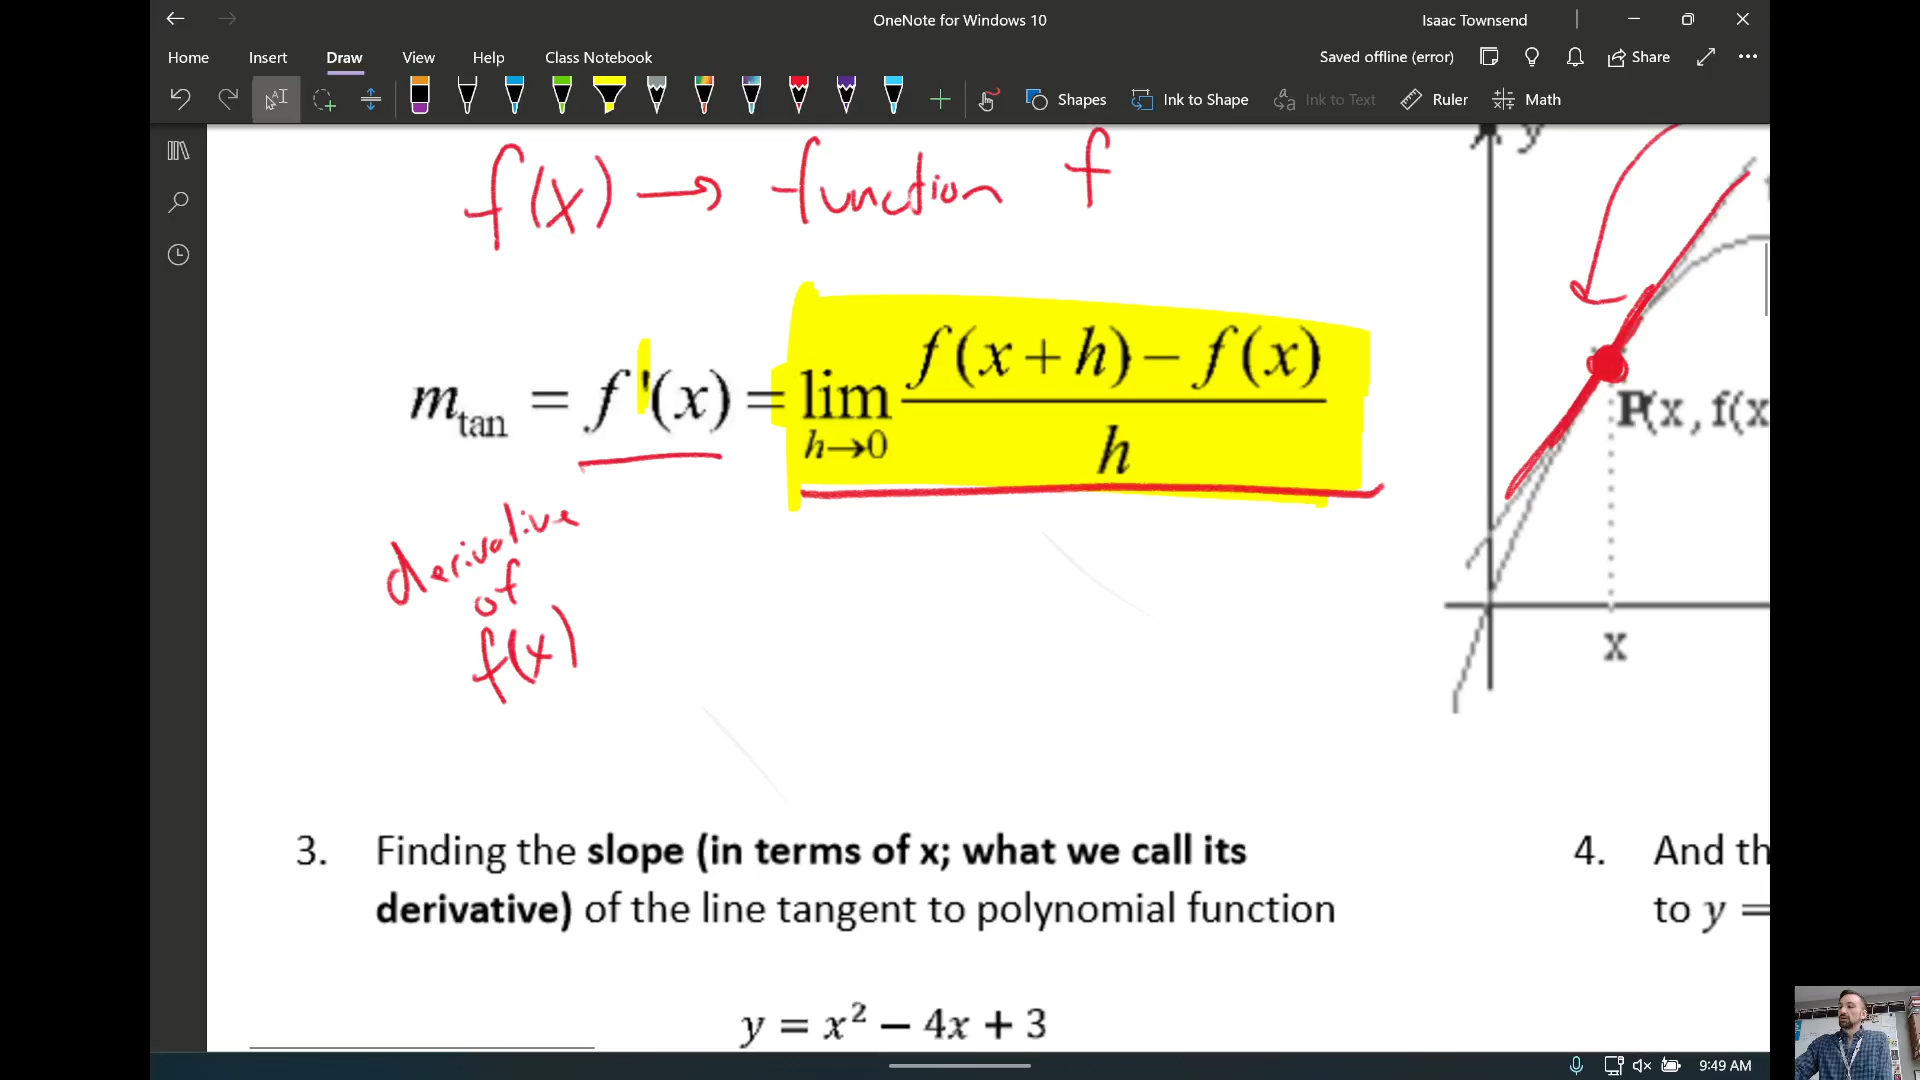 OneNote for Windows 10
Isaac Townsend
Home Insert Draw View Help Class Notebook
Saved offline (error) Share
Shapes Ink to Shape Ink to Text Ruler Math
f(x) → function f
y
m_tan = f'(x) = lim h→0 (f(x+h) − f(x)) / h
P(x, f(x
derivative
of
f(x)
x
3. Finding the slope (in terms of x; what we call its
derivative) of the line tangent to polynomial function
y = x² − 4x + 3
4. And th
to y =
9:49 AM